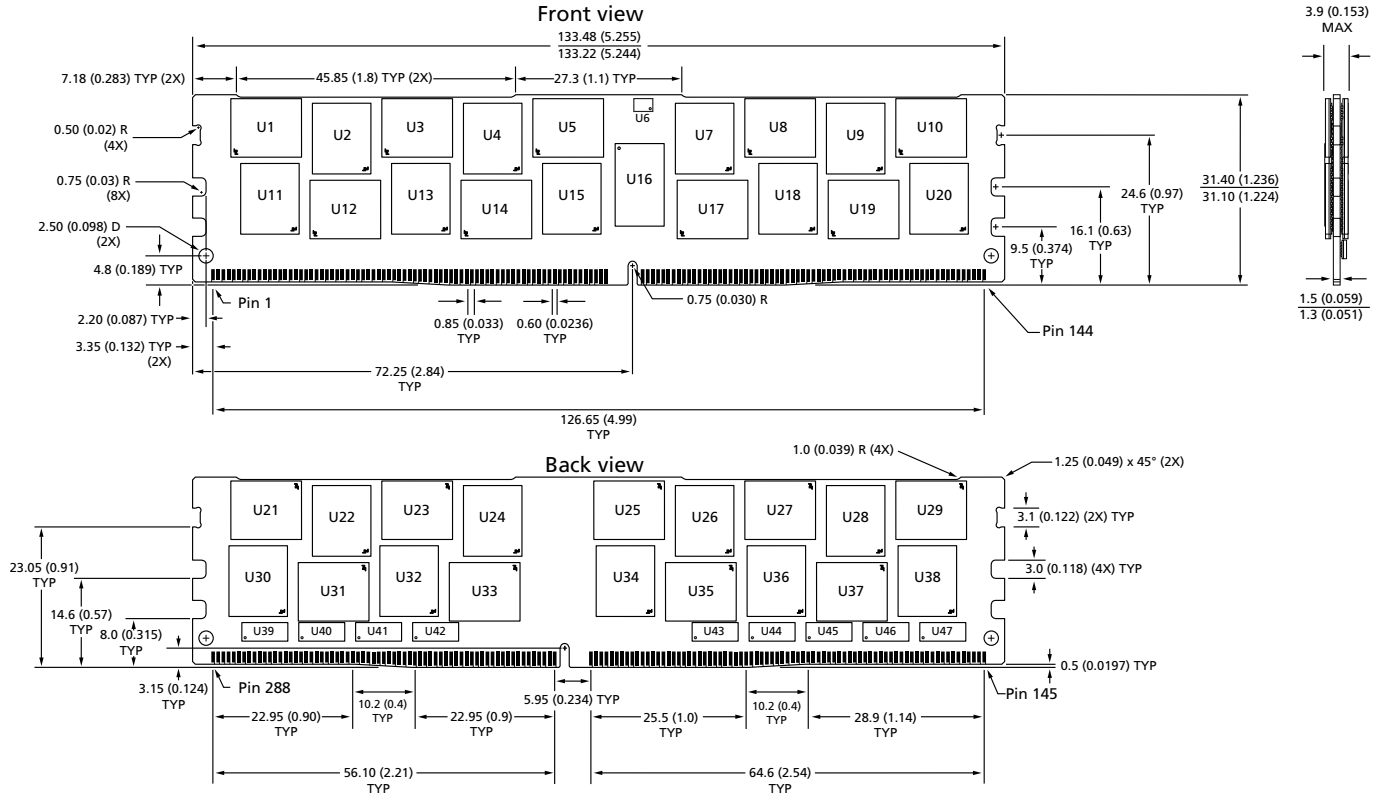 Front view
133.48 (5.255)
133.22 (5.244)
3.9 (0.153)
MAX
7.18 (0.283) TYP (2X)
45.85 (1.8) TYP (2X)
27.3 (1.1) TYP
0.50 (0.02) R
(4X)
0.75 (0.03) R
(8X)
2.50 (0.098) D
(2X)
4.8 (0.189) TYP
2.20 (0.087) TYP
3.35 (0.132) TYP
(2X)
U1
U2
U3
U4
U5
U6
U7
U8
U9
U10
U11
U12
U13
U14
U15
U16
U17
U18
U19
U20
24.6 (0.97)
TYP
31.40 (1.236)
31.10 (1.224)
16.1 (0.63)
TYP
9.5 (0.374)
TYP
1.5 (0.059)
1.3 (0.051)
Pin 1
0.85 (0.033)
TYP
0.60 (0.0236)
TYP
0.75 (0.030) R
Pin 144
72.25 (2.84)
TYP
126.65 (4.99)
TYP
Back view
1.0 (0.039) R (4X)
1.25 (0.049) x 45° (2X)
U21
U22
U23
U24
U25
U26
U27
U28
U29
U30
U31
U32
U33
U34
U35
U36
U37
U38
U39
U40
U41
U42
U43
U44
U45
U46
U47
3.1 (0.122) (2X) TYP
3.0 (0.118) (4X) TYP
0.5 (0.0197) TYP
23.05 (0.91)
TYP
14.6 (0.57)
TYP
8.0 (0.315)
TYP
3.15 (0.124)
TYP
Pin 288
Pin 145
5.95 (0.234) TYP
22.95 (0.90)
TYP
10.2 (0.4)
TYP
22.95 (0.9)
TYP
25.5 (1.0)
TYP
10.2 (0.4)
TYP
28.9 (1.14)
TYP
56.10 (2.21)
TYP
64.6 (2.54)
TYP